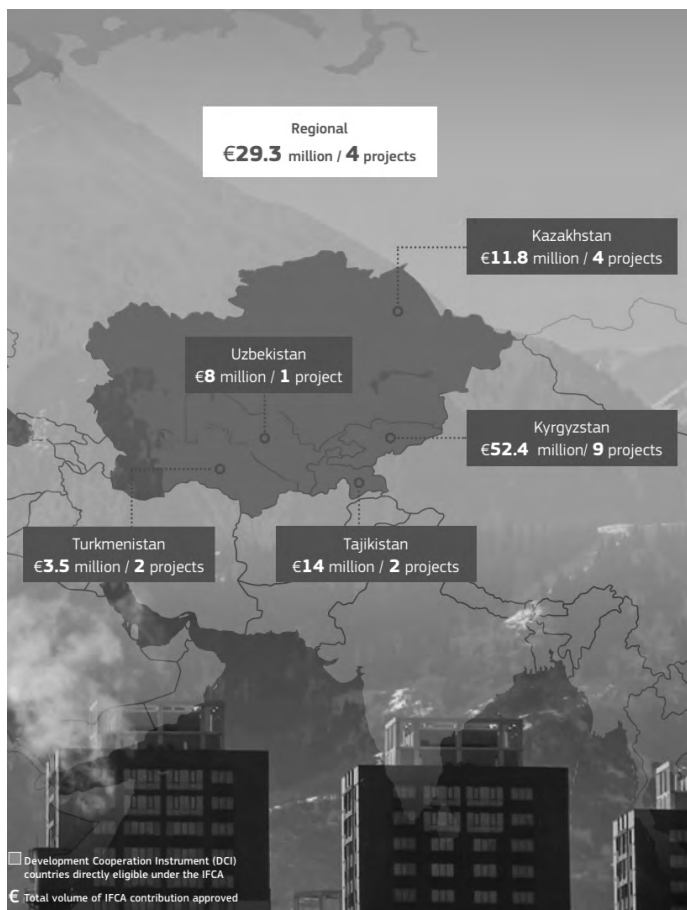 Regional
€29.3 million / 4 projects
Kazakhstan
€11.8 million / 4 projects
Uzbekistan
€8 million / 1 project
Kyrgyzstan
€52.4 million/ 9 projects
Turkmenistan
€3.5 million / 2 projects
Tajikistan
€14 million / 2 projects
Development Cooperation Instrument (DCI)
countries directly eligible under the IFCA
€ Total volume of IFCA contribution approved